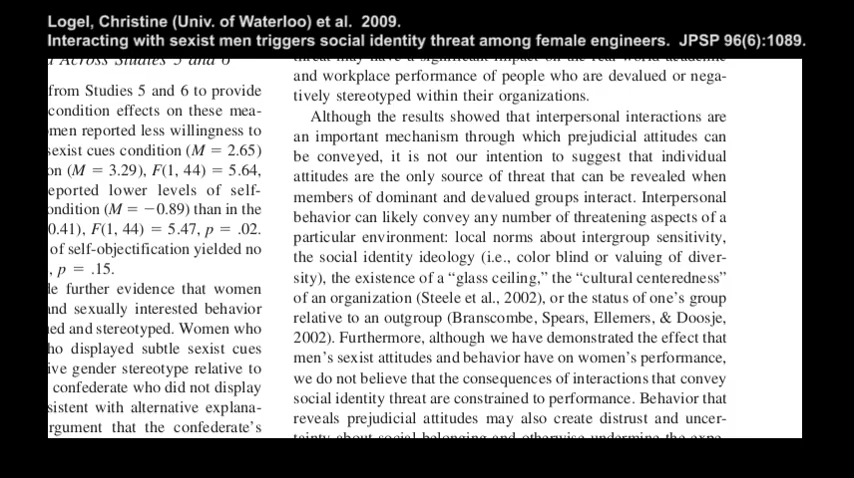 Logel, Christine (Univ. of Waterloo) et al. 2009.
Interacting with sexist men triggers social identity threat among female engineers. JPSP 96(6):1089.
from Studies 5 and 6 to provide
condition effects on these mea-
men reported less willingness to
sexist cues condition (M = 2.65)
on (M = 3.29), F(1, 44) = 5.64,
eported lower levels of self-
ondition (M = −0.89) than in the
0.41), F(1, 44) = 5.47, p = .02.
of self-objectification yielded no
, p = .15.
le further evidence that women
and sexually interested behavior
ed and stereotyped. Women who
ho displayed subtle sexist cues
ive gender stereotype relative to
confederate who did not display
sistent with alternative explana-
rgument that the confederate's
and workplace performance of people who are devalued or nega-
tively stereotyped within their organizations.
Although the results showed that interpersonal interactions are
an important mechanism through which prejudicial attitudes can
be conveyed, it is not our intention to suggest that individual
attitudes are the only source of threat that can be revealed when
members of dominant and devalued groups interact. Interpersonal
behavior can likely convey any number of threatening aspects of a
particular environment: local norms about intergroup sensitivity,
the social identity ideology (i.e., color blind or valuing of diver-
sity), the existence of a “glass ceiling,” the “cultural centeredness”
of an organization (Steele et al., 2002), or the status of one's group
relative to an outgroup (Branscombe, Spears, Ellemers, & Doosje,
2002). Furthermore, although we have demonstrated the effect that
men's sexist attitudes and behavior have on women's performance,
we do not believe that the consequences of interactions that convey
social identity threat are constrained to performance. Behavior that
reveals prejudicial attitudes may also create distrust and uncer-